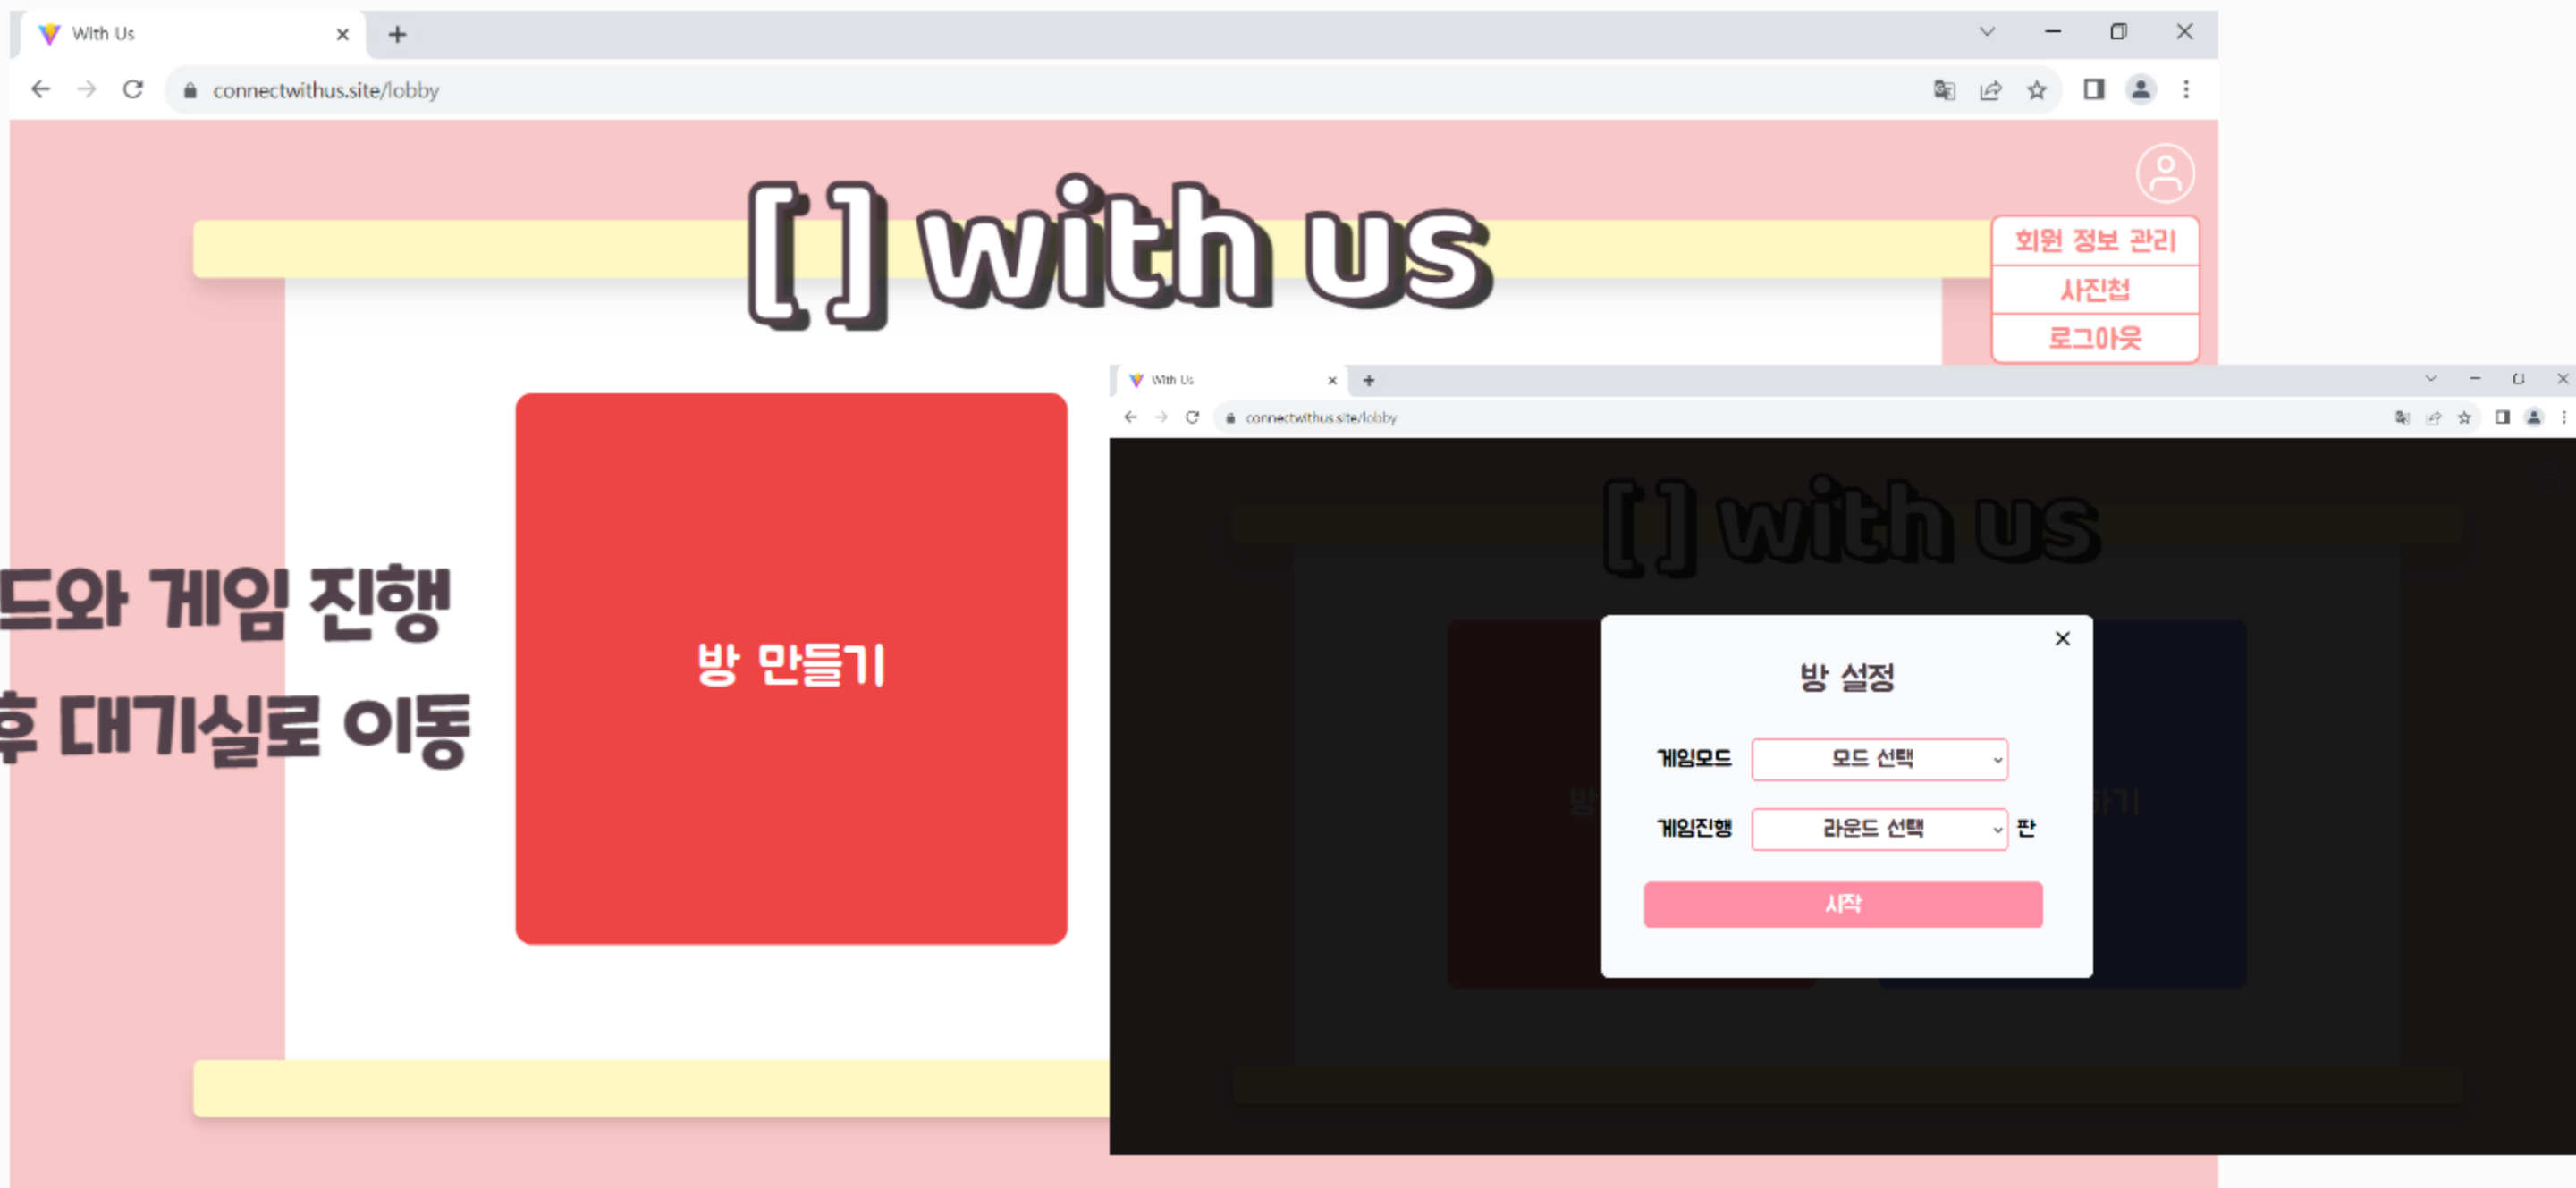 With Us
connectwithus.site/lobby
[ ] with us
회원 정보 관리
사진첩
로그아웃
드와 게임 진행
후 대기실로 이동
방 만들기
With Us
connectwithus.site/lobby
[ ] with us
방
하기
방 설정
게임모드 모드 선택
게임진행 라운드 선택 판
시작